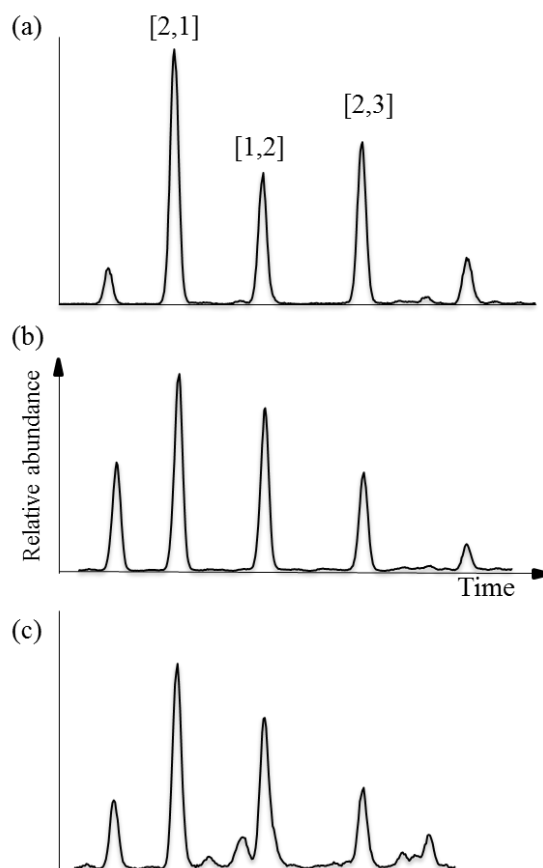 (a)
[2,1]
[1,2]
[2,3]
(b)
Relative abundance
Time
(c)